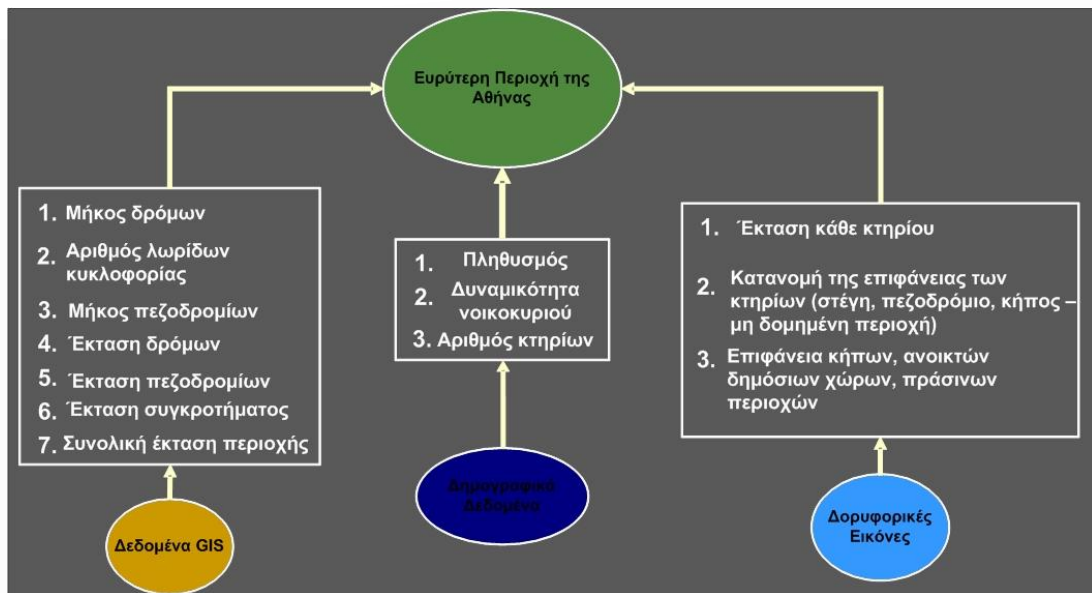 Ευρύτερη Περιοχή της
Αθήνας
1. Μήκος δρόμων
2. Αριθμός λωρίδων
κυκλοφορίας
3. Μήκος πεζοδρομίων
4. Έκταση δρόμων
5. Έκταση πεζοδρομίων
6. Έκταση συγκροτήματος
7. Συνολική έκταση περιοχής
Δεδομένα GIS
1. Πληθυσμός
2. Δυναμικότητα
νοικοκυριού
3. Αριθμός κτηρίων
Δημογραφικά
Δεδομένα
1. Έκταση κάθε κτηρίου
2. Κατανομή της επιφάνειας των
κτηρίων (στέγη, πεζοδρόμιο, κήπος –
μη δομημένη περιοχή)
3. Επιφάνεια κήπων, ανοικτών
δημόσιων χώρων, πράσινων
περιοχών
Δορυφορικές
Εικόνες